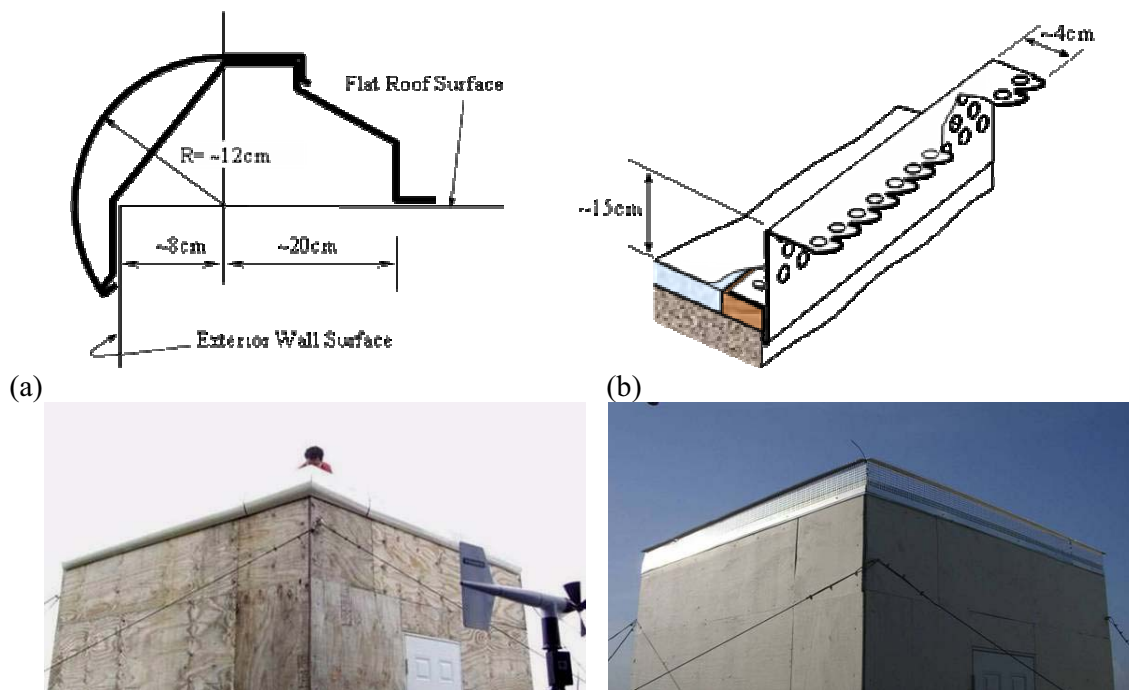 Flat Roof Surface
R= ~12cm
~8cm
~20cm
Exterior Wall Surface
(a)
~4cm
~15cm
(b)